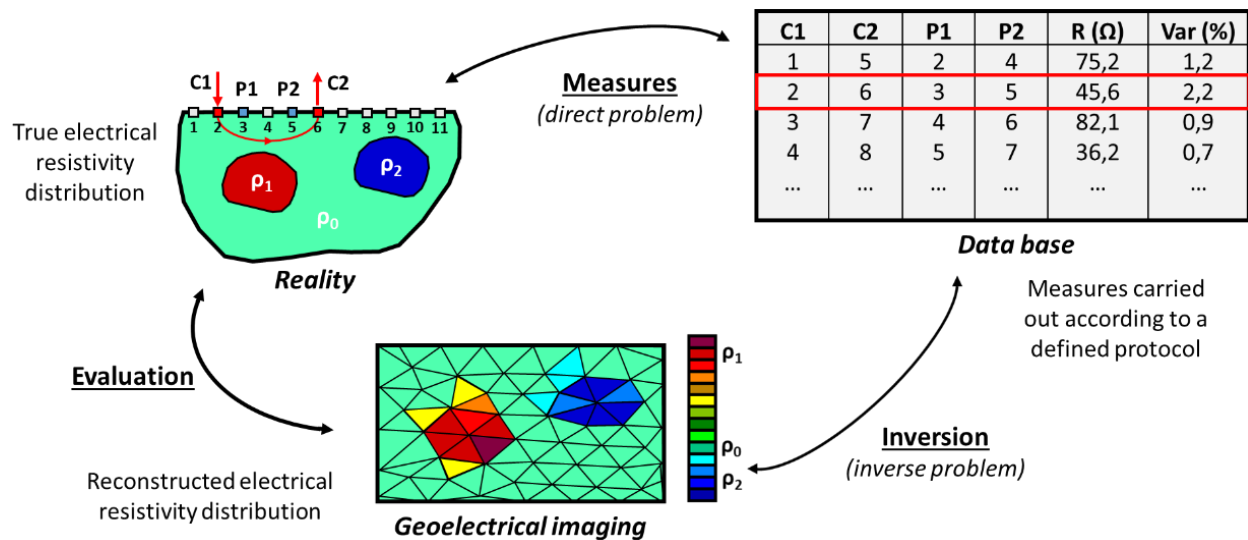 C1 C2 P1 P2 R (Ω) Var (%)
1 5 2 4 75,2 1,2
2 6 3 5 45,6 2,2
3 7 4 6 82,1 0,9
4 8 5 7 36,2 0,7
... ... ... ... ... ...
Data base
Measures carried
out according to a
defined protocol
Measures
(direct problem)
C1 P1 P2 C2
1 2 3 4 5 6 7 8 9 10 11
True electrical
resistivity
distribution
ρ1
ρ2
ρ0
Reality
Evaluation
Reconstructed electrical
resistivity distribution
Geoelectrical imaging
ρ1
ρ0
ρ2
Inversion
(inverse problem)